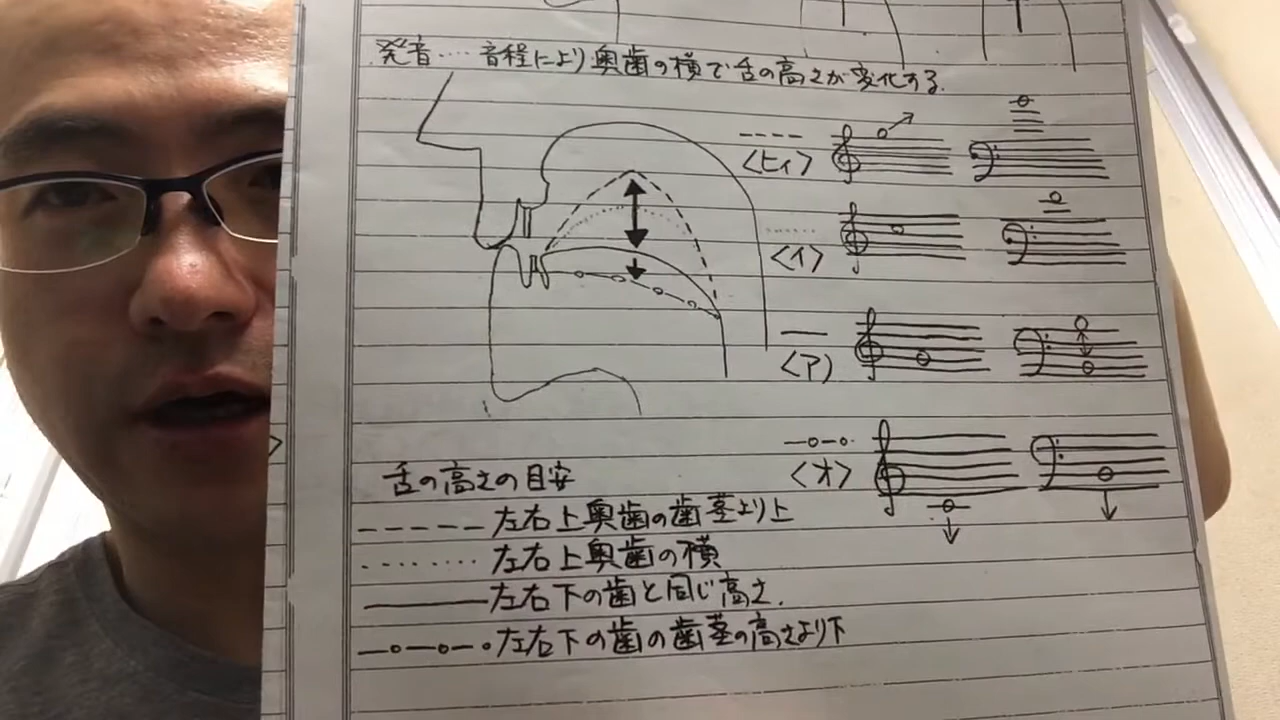 発音‥‥音程により奥歯の横で舌の高さが変化する.
<ヒィ>
<イ>
<ア>
<オ>
舌の高さの目安
左右上奥歯の歯茎より上
左右上奥歯の横
左右下の歯と同じ高さ.
左右下の歯の歯茎の高さより下